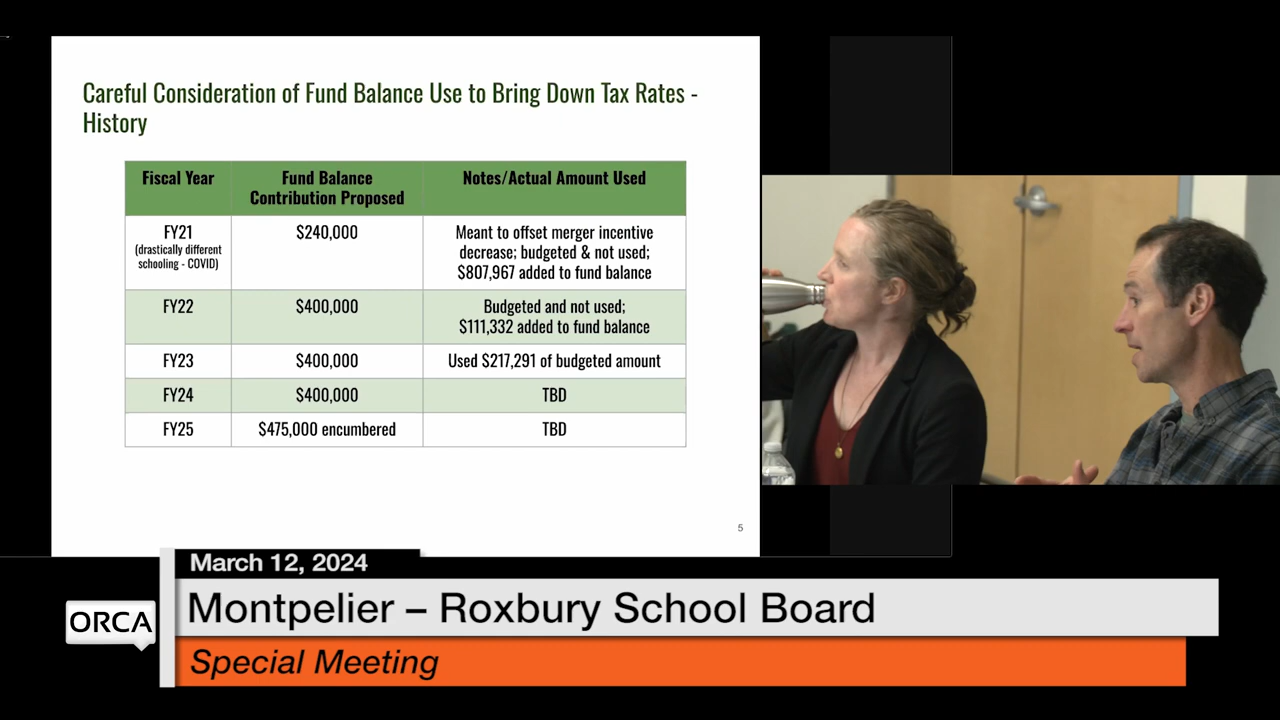 Careful Consideration of Fund Balance Use to Bring Down Tax Rates -
History
Fiscal Year
Fund Balance
Contribution Proposed
Notes/Actual Amount Used
FY21
(drastically different
schooling - COVID)
$240,000
Meant to offset merger incentive
decrease; budgeted & not used;
$807,967 added to fund balance
FY22
$400,000
Budgeted and not used;
$111,332 added to fund balance
FY23
$400,000
Used $217,291 of budgeted amount
FY24
$400,000
TBD
FY25
$475,000 encumbered
TBD
5
March 12, 2024
ORCA
Montpelier – Roxbury School Board
Special Meeting